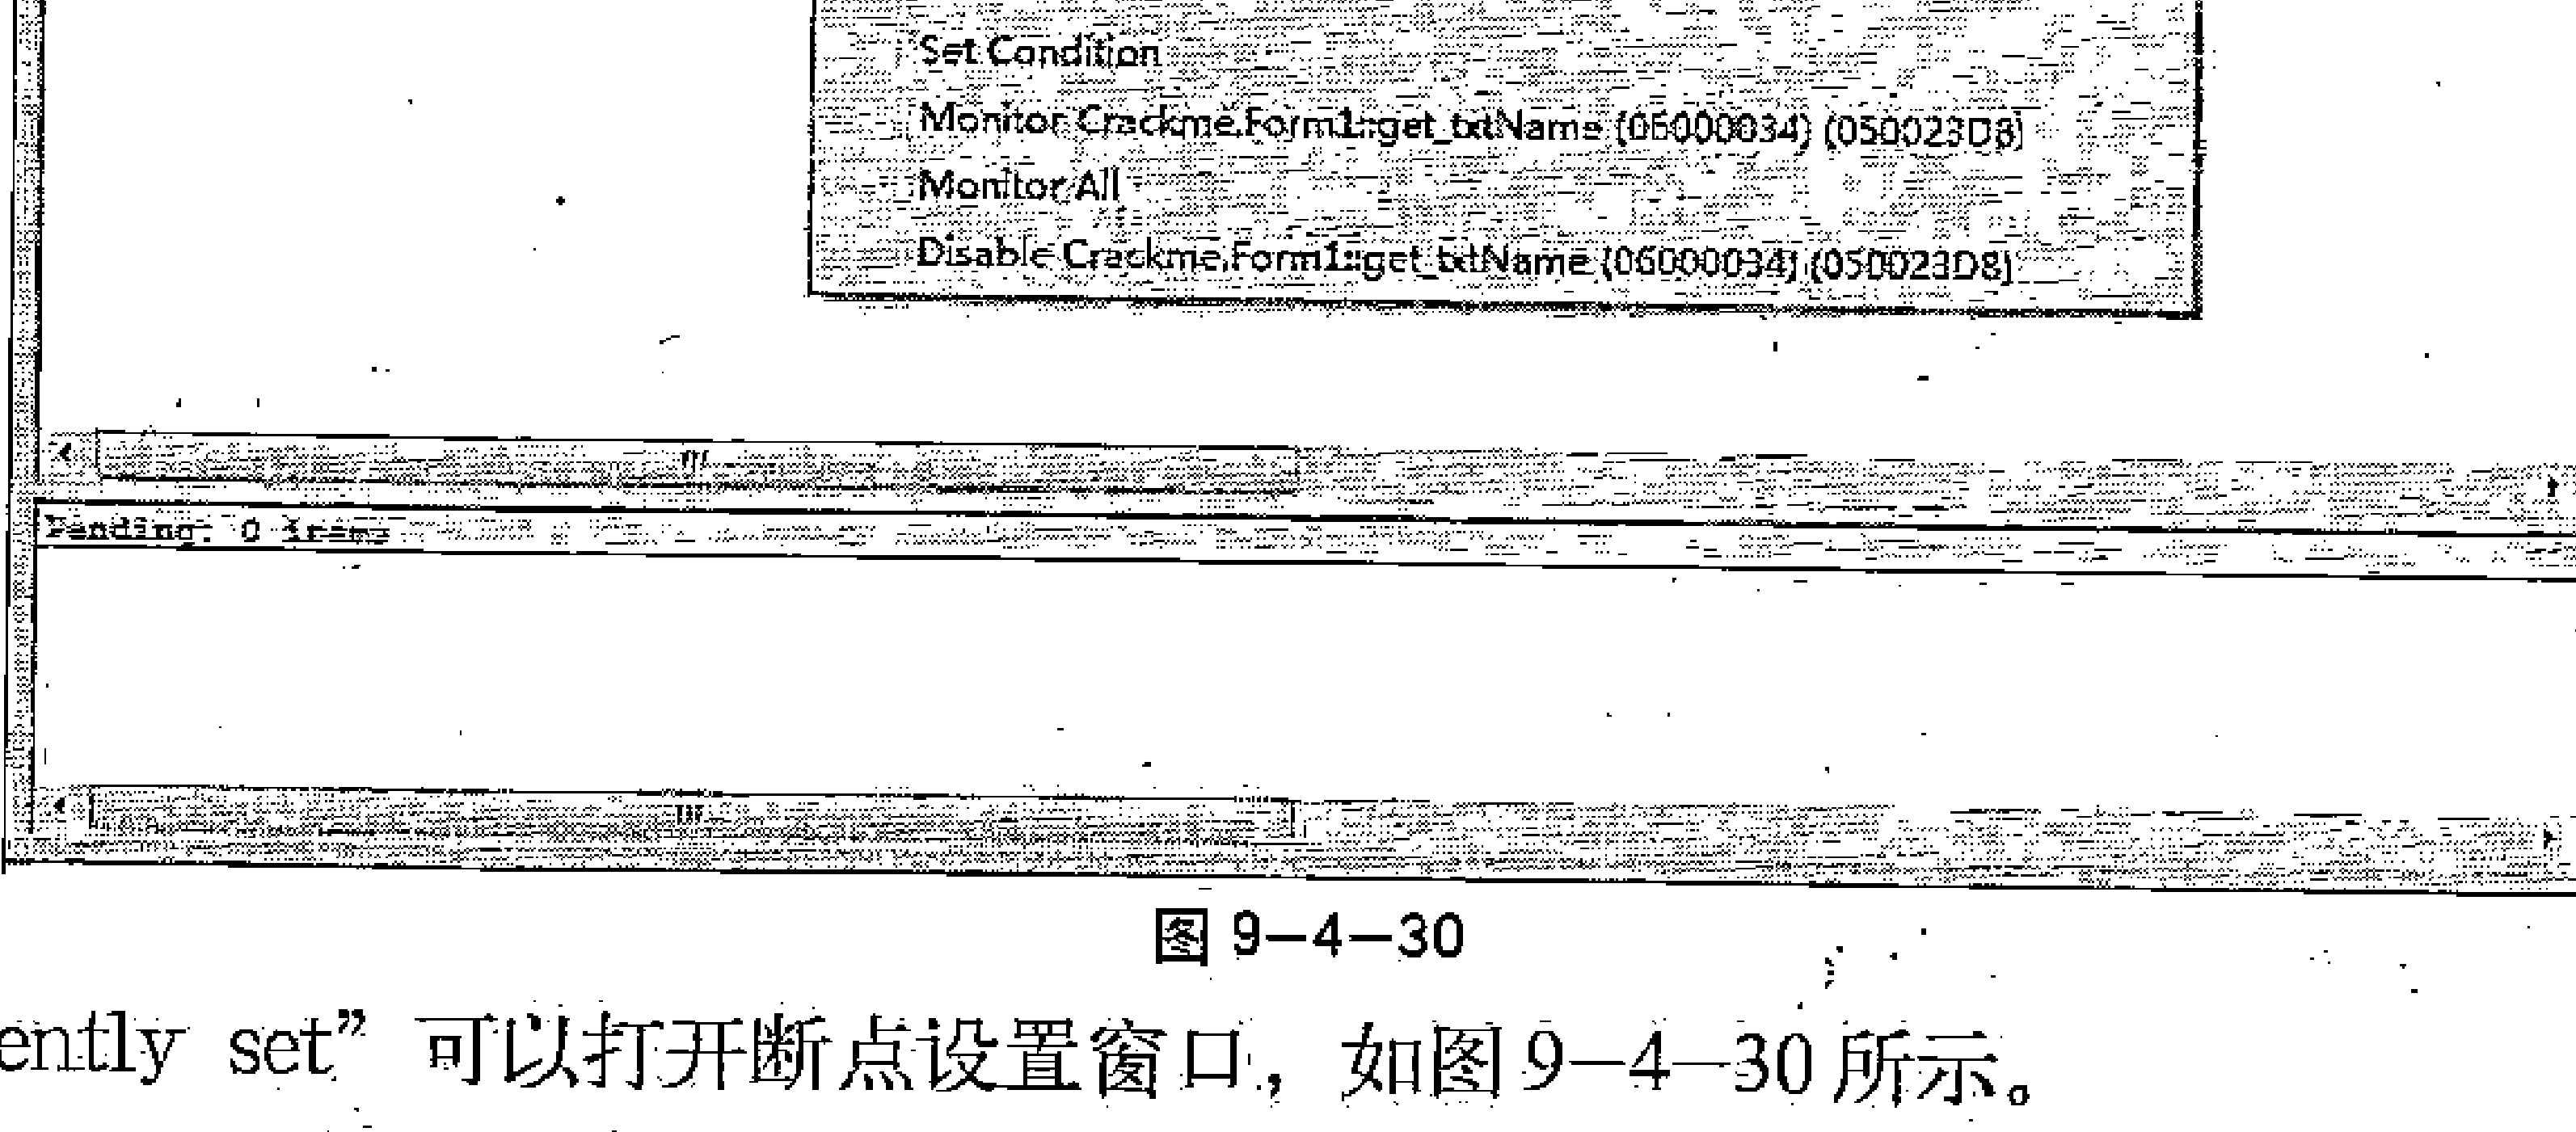 Set Condition
Monitor Crackme.Form1::get_txtName (06000034) (050023D8)
Monitor All
Disable Crackme.Form1::get_txtName (06000034) (050023D8)
Pending: 0 items
图 9-4-30
ently set” 可以打开断点设置窗口，如图 9-4-30 所示。